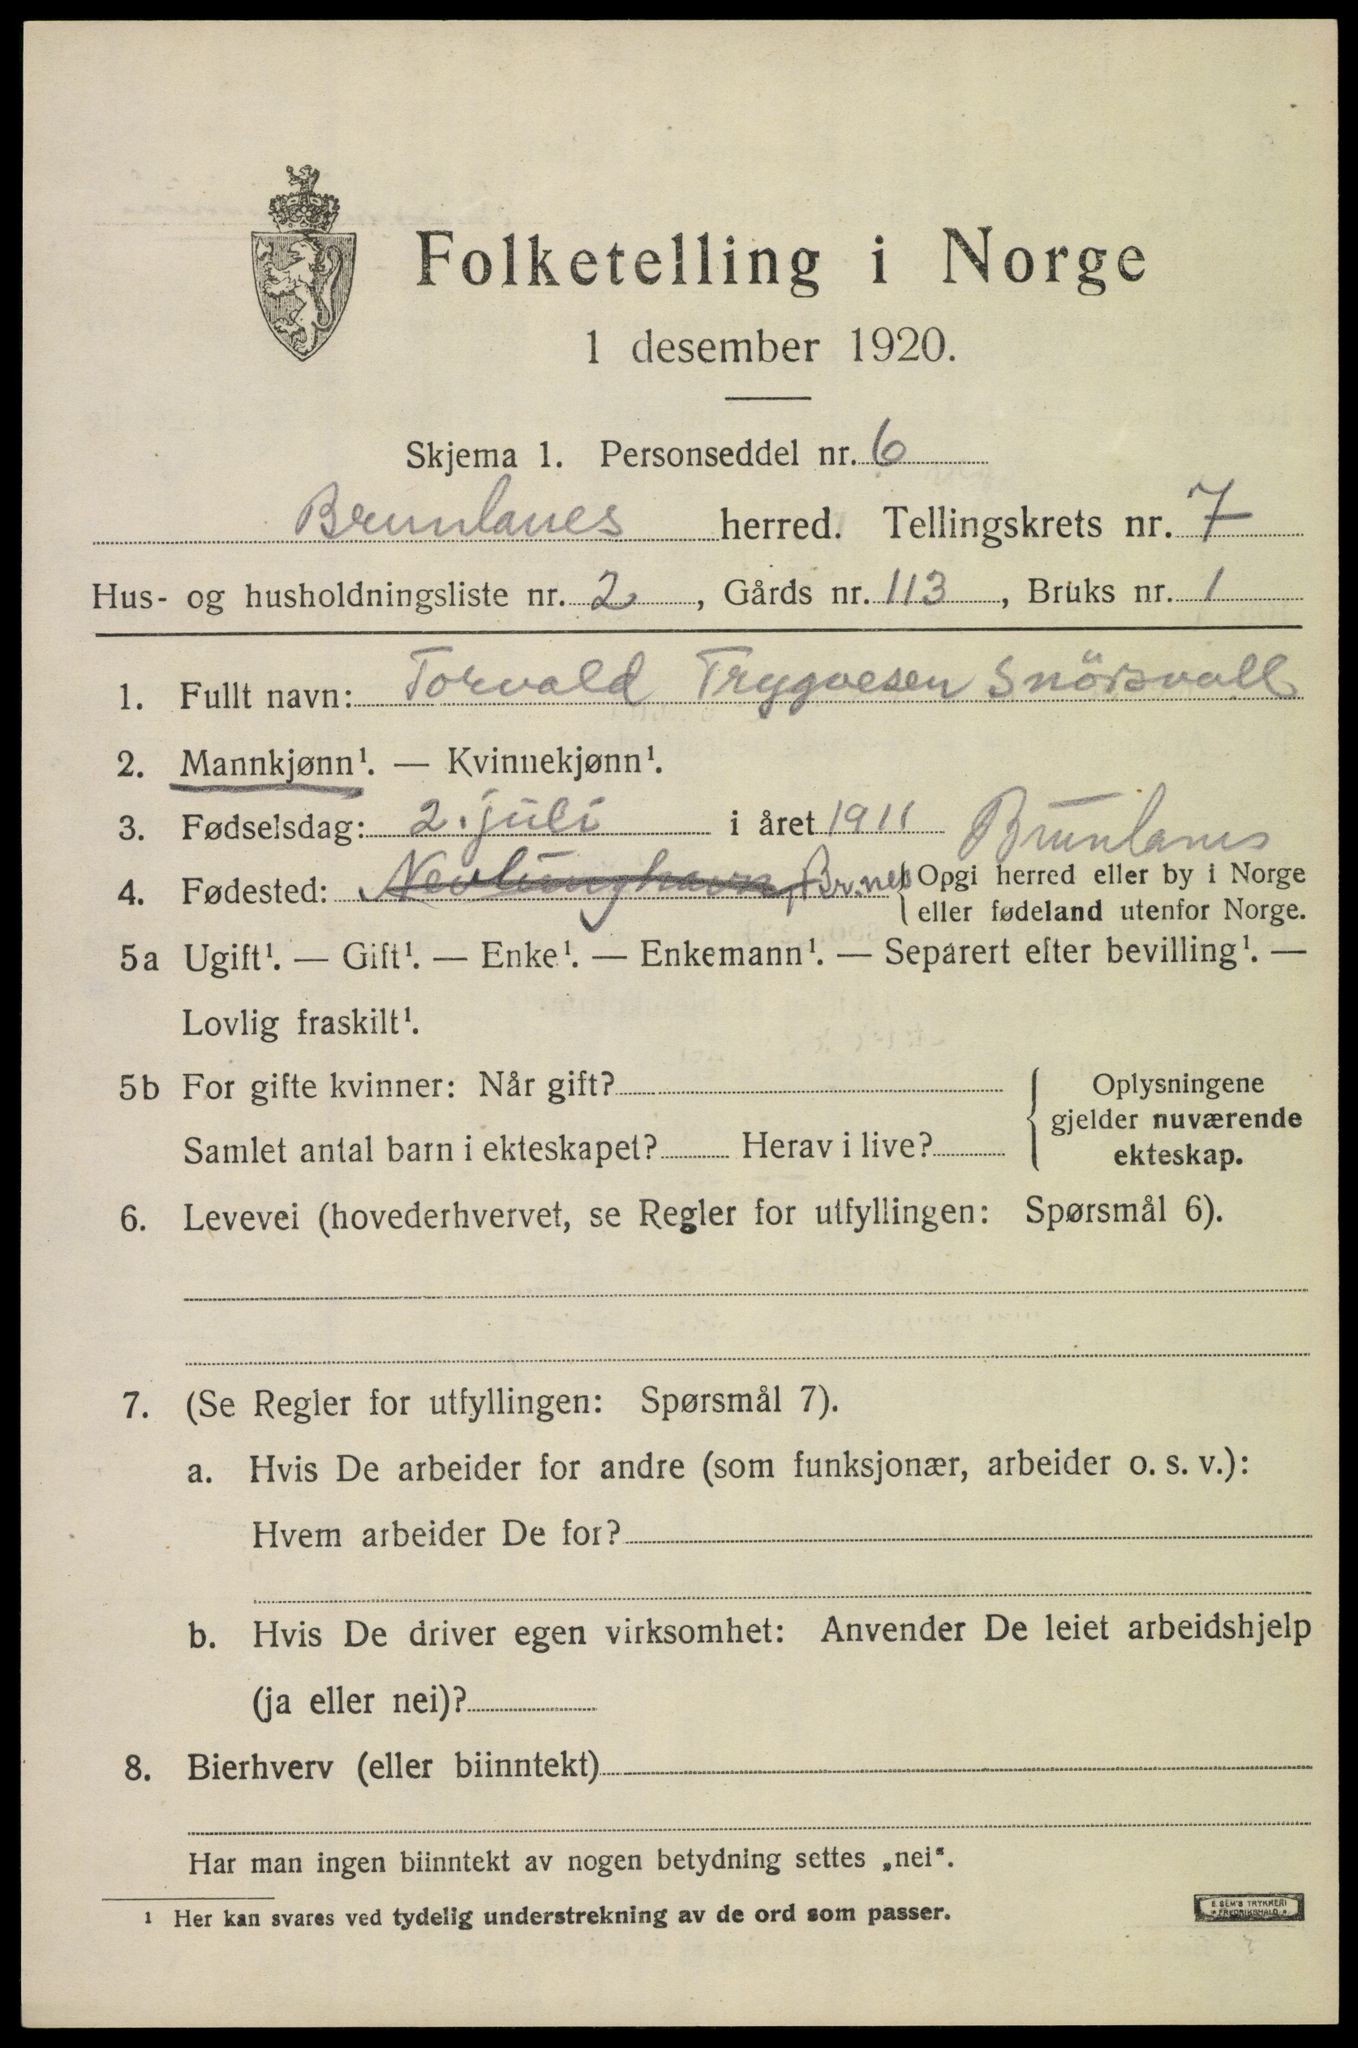 Folketelling i Norge
1 desember 1920.
Skjema 1. Personseddel nr. 6
Brunlanes herred. Tellingskrets nr. 7
Hus- og husholdningsliste nr. 2, Gårds nr. 113, Bruks nr. 1
1. Fullt navn: Torvald Trygvesen
2. Mannkjønn¹. — Kvinnekjønn¹.
3. Fødselsdag: 2. juli i året 1911 Brunlanes
4. Fødested: Nevlunghavn, Br.nes { Opgi herred eller by i Norge
eller fødeland utenfor Norge.
5a Ugift¹. — Gift¹. — Enke¹. — Enkemann¹. — Separert efter bevilling¹. —
Lovlig fraskilt¹.
5b For gifte kvinner: Når gift? { Oplysningene
gjelder nuværende
Samlet antal barn i ekteskapet? Herav i live? ekteskap.
6. Levevei (hovederhvervet, se Regler for utfyllingen: Spørsmål 6).
7. (Se Regler for utfyllingen: Spørsmål 7).
a. Hvis De arbeider for andre (som funksjonær, arbeider o. s. v.):
Hvem arbeider De for?
b. Hvis De driver egen virksomhet: Anvender De leiet arbeidshjelp
(ja eller nei)?
8. Bierhverv (eller biinntekt)
Har man ingen biinntekt av nogen betydning settes „nei“.
¹ Her kan svares ved tydelig understrekning av de ord som passer.
E. SEM'S TRYKKERI
FREDRIKSHALD